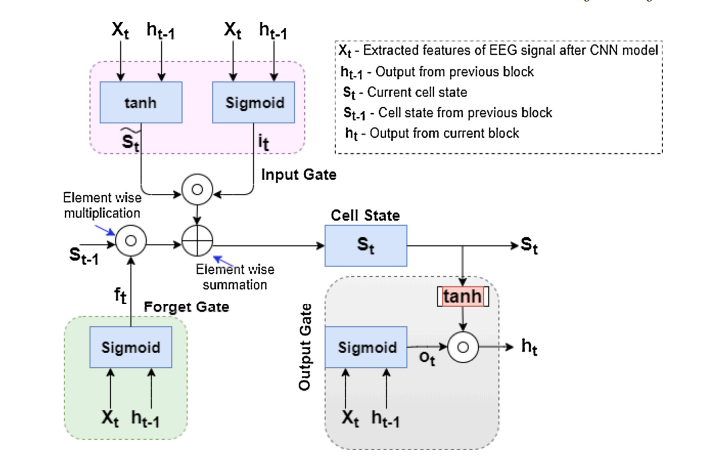 Xt ht-1 Xt ht-1
tanh
Sigmoid
S̃t
it
Input Gate
Xt - Extracted features of EEG signal after CNN model
ht-1 - Output from previous block
St - Current cell state
St-1 - Cell state from previous block
ht - Output from current block
Element wise
multiplication
St-1
Element wise
summation
Cell State
St
St
ft
Forget Gate
Sigmoid
Xt ht-1
Output Gate
[tanh]
Sigmoid
ot
ht
Xt ht-1